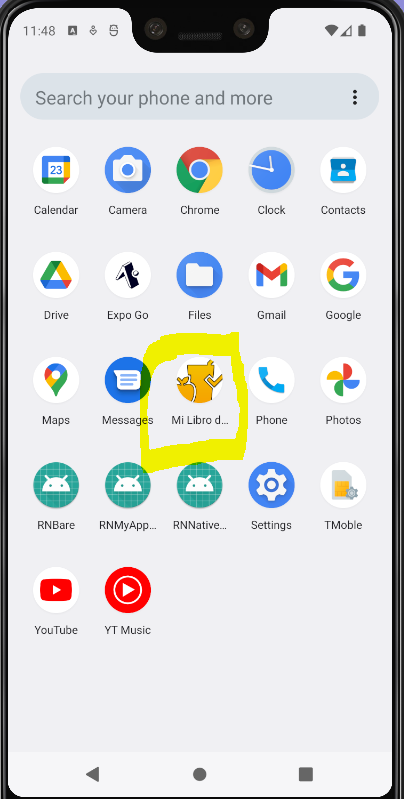 11:48
Search your phone and more
23
Calendar Camera Chrome Clock Contacts
Drive Expo Go Files Gmail Google
Maps Messages Mi Libro d... Phone Photos
RNBare RNMyApp... RNNative... Settings TMoble
YouTube YT Music